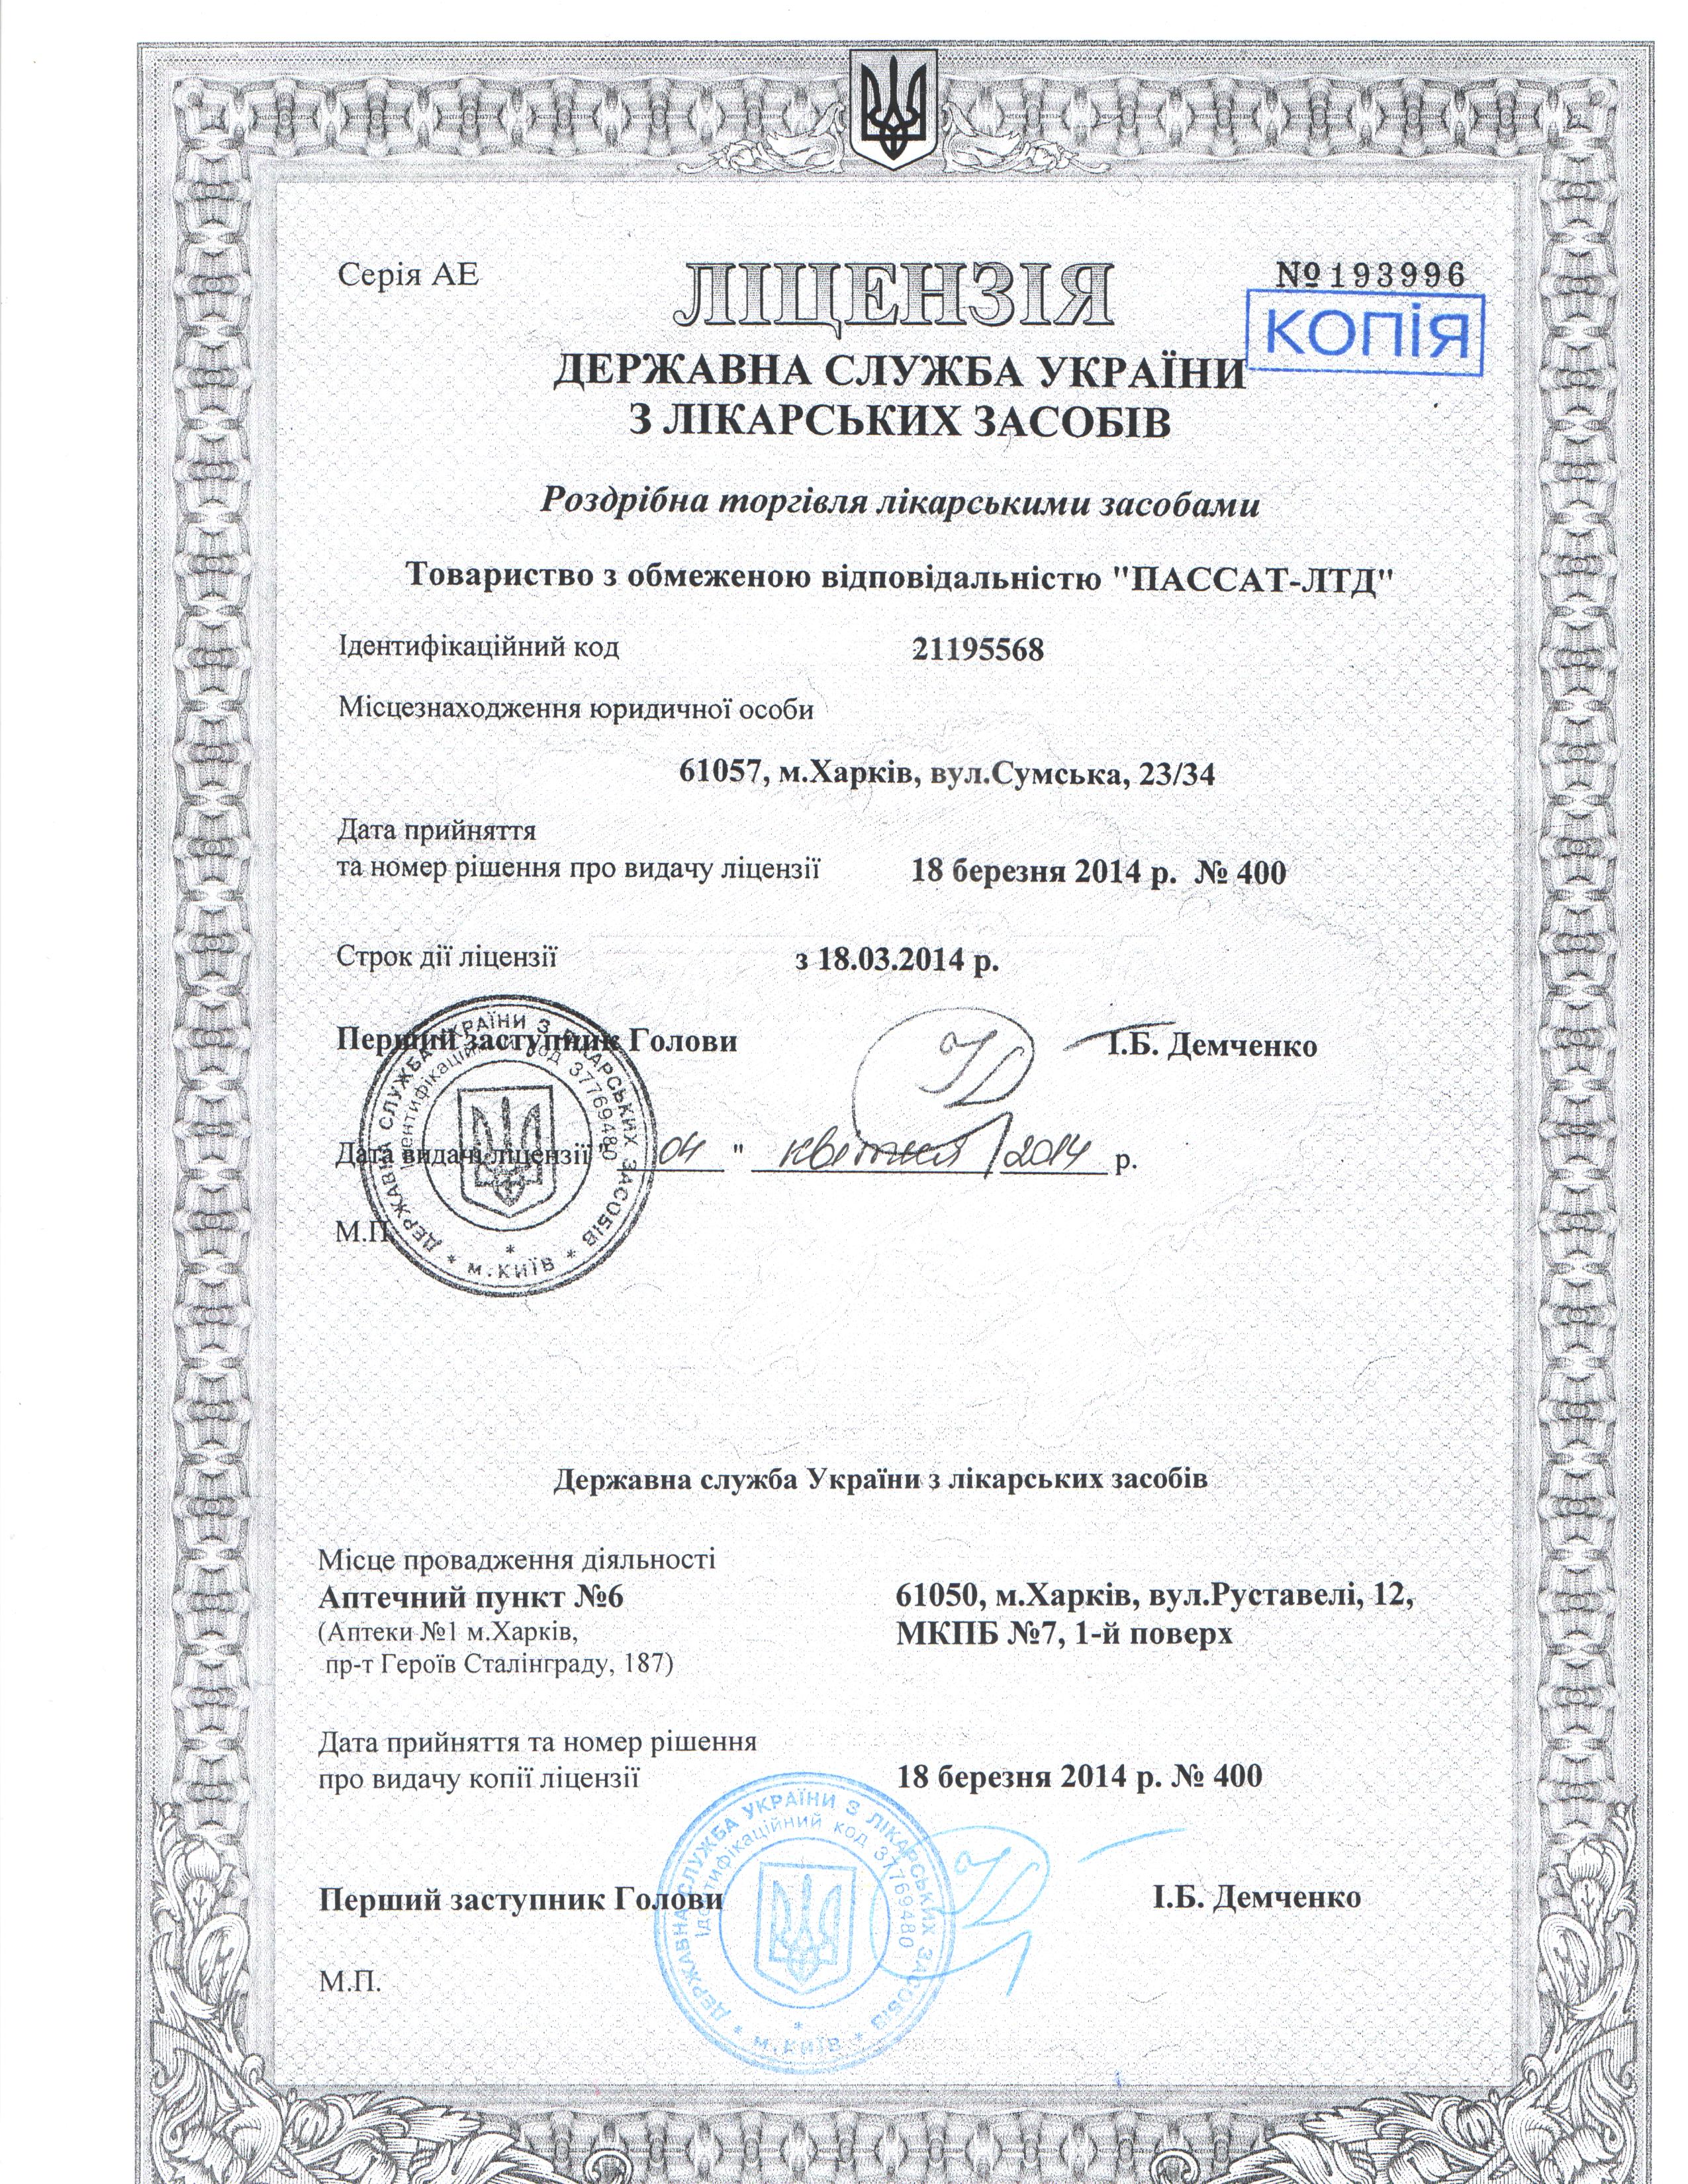 Серія АЕ
ЛІЦЕНЗІЯ
№193996
КОПІЯ
ДЕРЖАВНА СЛУЖБА УКРАЇНИ
З ЛІКАРСЬКИХ ЗАСОБІВ
Роздрібна торгівля лікарськими засобами
Товариство з обмеженою відповідальністю "ПАССАТ-ЛТД"
Ідентифікаційний код 21195568
Місцезнаходження юридичної особи
61057, м.Харків, вул.Сумська, 23/34
Дата прийняття
та номер рішення про видачу ліцензії 18 березня 2014 р. № 400
Строк дії ліцензії з 18.03.2014 р.
Перший заступник Голови І.Б. Демченко
ДЕРЖАВНА СЛУЖБА УКРАЇНИ З ЛІКАРСЬКИХ ЗАСОБІВ * м.КИЇВ *
Ідентифікаційний код 37769480
Дата видачі ліцензії " 04 " квітня 2014 р.
М.П.
Державна служба України з лікарських засобів
Місце провадження діяльності
Аптечний пункт №6 61050, м.Харків, вул.Руставелі, 12,
(Аптеки №1 м.Харків, МКПБ №7, 1-й поверх
пр-т Героїв Сталінграду, 187)
Дата прийняття та номер рішення
про видачу копії ліцензії 18 березня 2014 р. № 400
ДЕРЖАВНА СЛУЖБА УКРАЇНИ З ЛІКАРСЬКИХ ЗАСОБІВ * м.КИЇВ *
Ідентифікаційний код 37769480
Перший заступник Голови І.Б. Демченко
М.П.